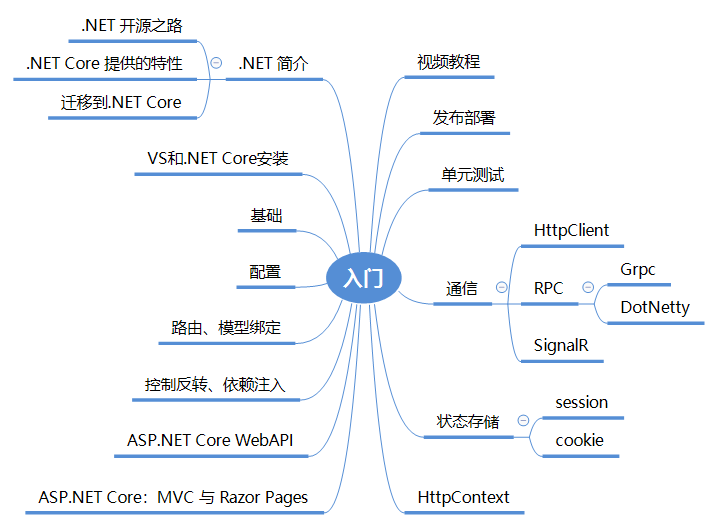 .NET 开源之路
.NET Core 提供的特性
迁移到.NET Core
.NET 简介
VS和.NET Core安装
基础
配置
路由、模型绑定
控制反转、依赖注入
ASP.NET Core WebAPI
ASP.NET Core：MVC 与 Razor Pages
入门
视频教程
发布部署
单元测试
通信
HttpClient
RPC
Grpc
DotNetty
SignalR
状态存储
session
cookie
HttpContext